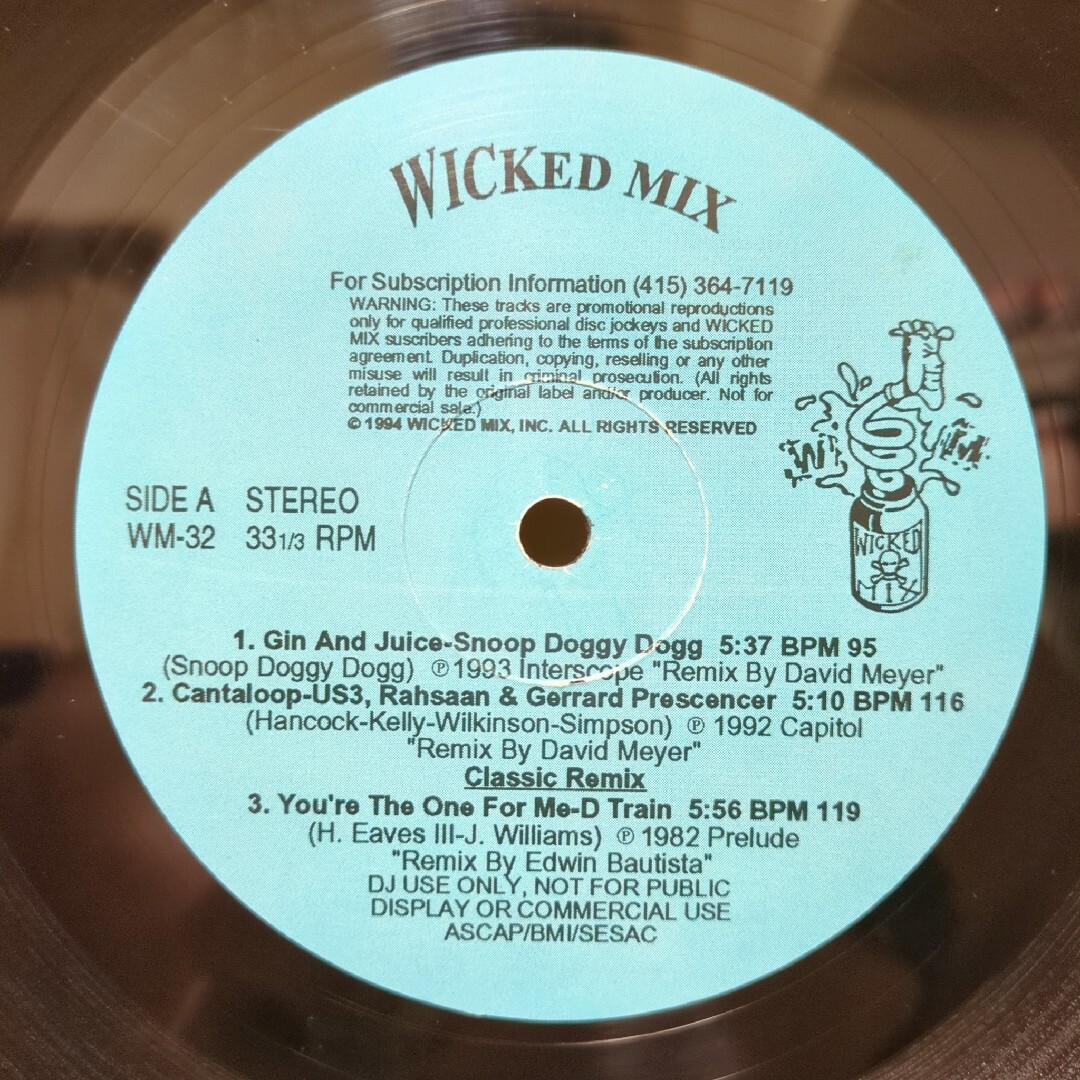 WICKED MIX
For Subscription Information (415) 364-7119
WARNING: These tracks are promotional reproductions
only for qualified professional disc jockeys and WICKED
MIX suscribers adhering to the terms of the subscription
agreement. Duplication, copying, reselling or any other
misuse will result in criminal prosecution. (All rights
retained by the original label and/or producer. Not for
commercial sale.)
© 1994 WICKED MIX, INC. ALL RIGHTS RESERVED
SIDE A STEREO
WM-32 33 1/3 RPM
WI
WICKED
MIX
1. Gin And Juice-Snoop Doggy Dogg 5:37 BPM 95
(Snoop Doggy Dogg) ℗ 1993 Interscope "Remix By David Meyer"
2. Cantaloop-US3, Rahsaan & Gerrard Prescencer 5:10 BPM 116
(Hancock-Kelly-Wilkinson-Simpson) ℗ 1992 Capitol
"Remix By David Meyer"
Classic Remix
3. You're The One For Me-D Train 5:56 BPM 119
(H. Eaves III-J. Williams) ℗ 1982 Prelude
"Remix By Edwin Bautista"
DJ USE ONLY, NOT FOR PUBLIC
DISPLAY OR COMMERCIAL USE
ASCAP/BMI/SESAC